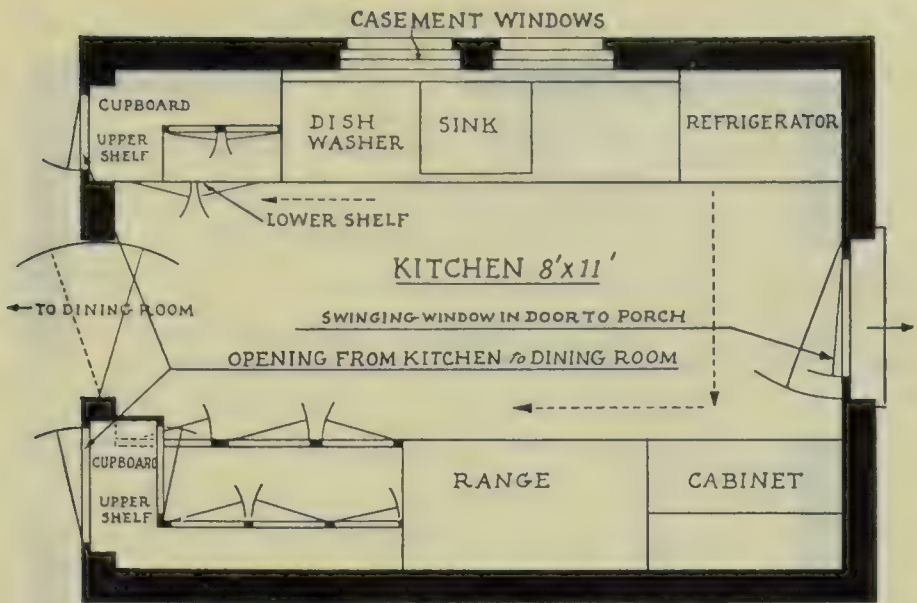 CASEMENT WINDOWS
CUPBOARD
UPPER
SHELF
DISH
WASHER
SINK
REFRIGERATOR
LOWER SHELF
KITCHEN 8'x11'
TO DINING ROOM
SWINGING-WINDOW IN DOOR TO PORCH
OPENING FROM KITCHEN to DINING ROOM
CUPBOARD
UPPER
SHELF
RANGE
CABINET